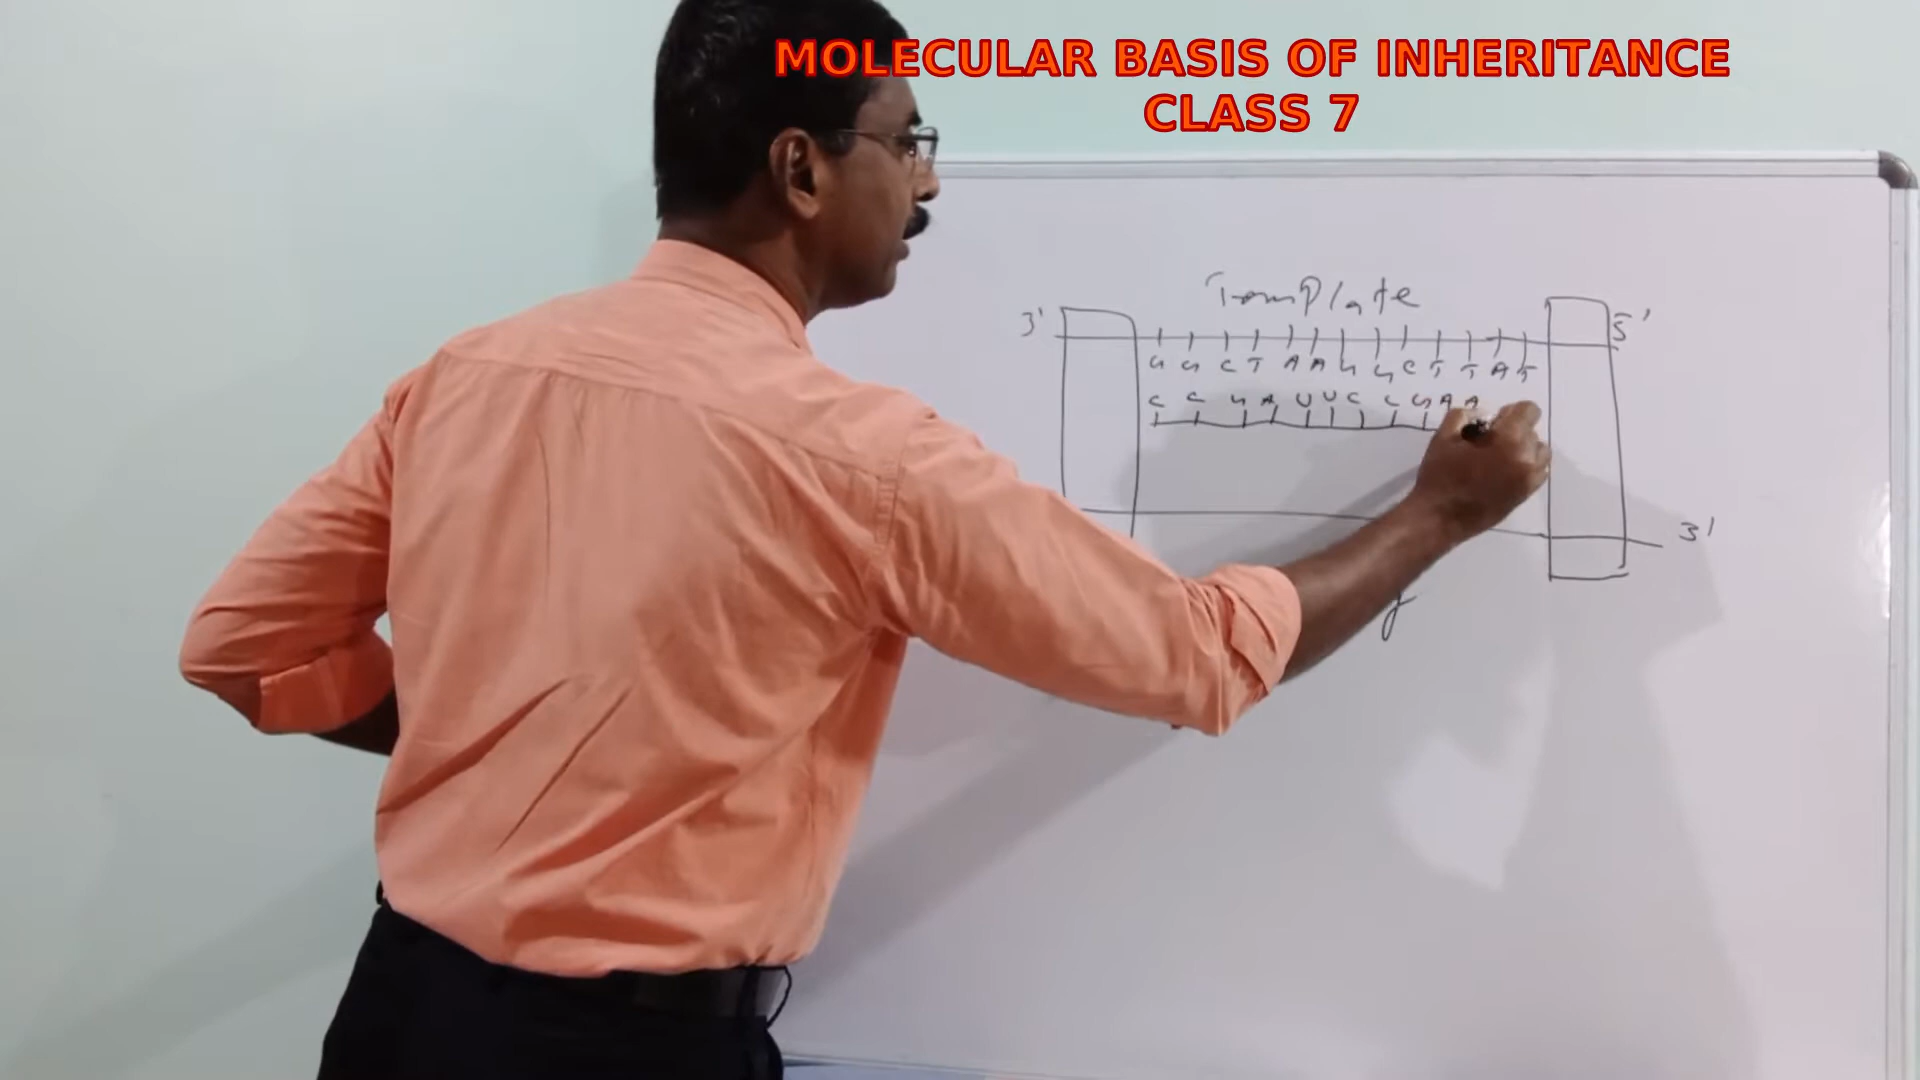 MOLECULAR BASIS OF INHERITANCE
CLASS 7
Template
3' 5'
G G C T A A G G C T T A T
C C G A U U C C G A A
3'